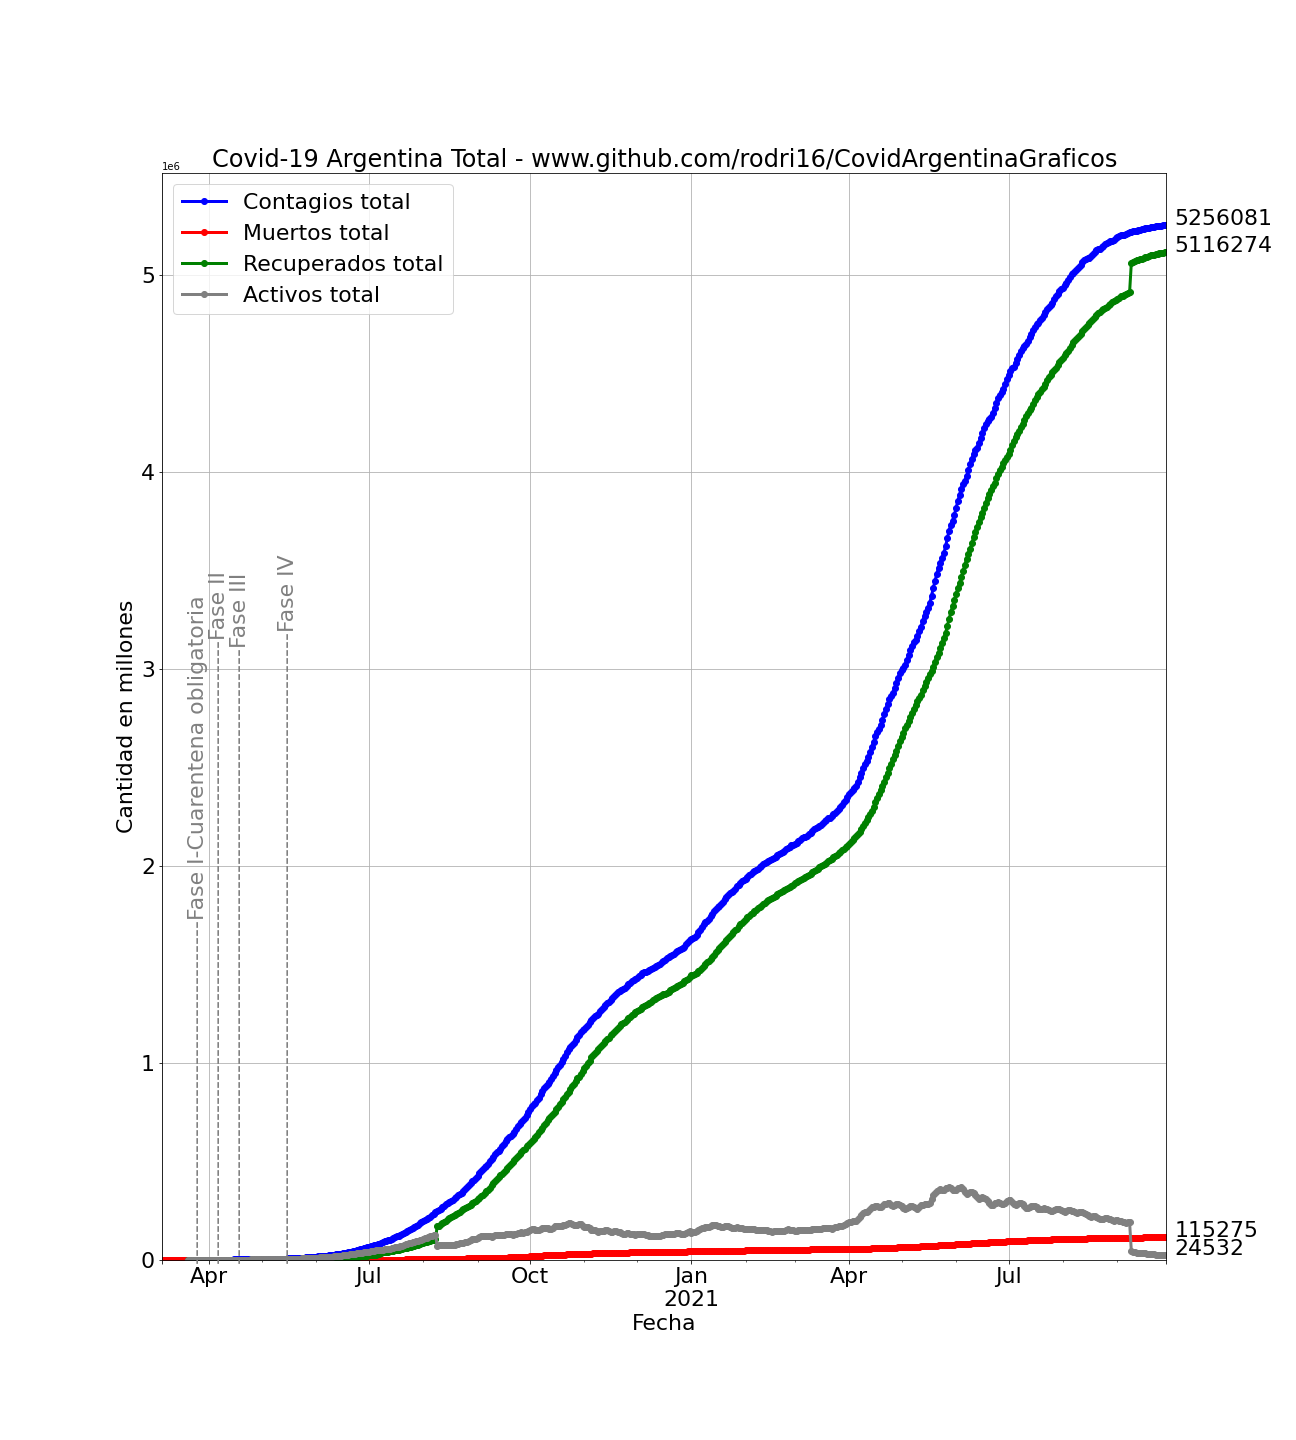 Covid-19 Argentina Total - www.github.com/rodri16/CovidArgentinaGraficos
1e6
Contagios total
Muertos total
Recuperados total
Activos total
5256081
5116274
5
4
3
2
1
0
Cantidad en millones
Fase I-Cuarentena obligatoria
Fase II
Fase III
Fase IV
115275
24532
Apr
Jul
Oct
Jan
2021
Apr
Jul
Fecha